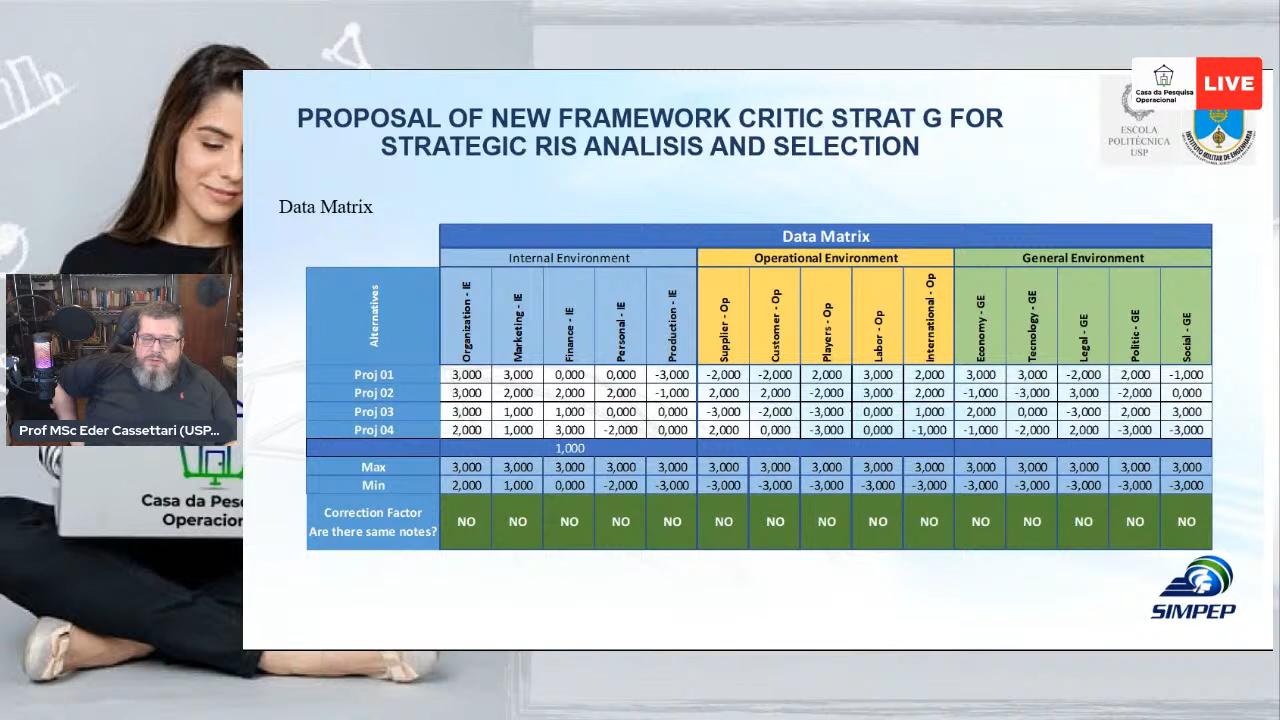 Casa da Pesquisa
Operacional
LIVE
PROPOSAL OF NEW FRAMEWORK CRITIC STRAT G FOR
STRATEGIC RIS ANALISIS AND SELECTION
ESCOLA
POLITÉCNICA
USP
INSTITUTO MILITAR DE ENGENHARIA
Data Matrix
Data Matrix
Internal Environment Operational Environment General Environment
Alternatives Organization - IE Marketing - IE Finance - IE Personal - IE Production - IE Supplier - Op Customer - Op Players - Op Labor - Op International - Op Economy - GE Tecnology - GE Legal - GE Politic - GE Social - GE
Proj 01 3,000 3,000 0,000 0,000 -3,000 -2,000 -2,000 2,000 3,000 2,000 3,000 3,000 -2,000 2,000 -1,000
Proj 02 3,000 2,000 2,000 2,000 -1,000 2,000 2,000 -2,000 3,000 2,000 -1,000 -3,000 3,000 -2,000 0,000
Proj 03 3,000 1,000 1,000 0,000 0,000 -3,000 -2,000 -3,000 0,000 1,000 2,000 0,000 -3,000 2,000 3,000
Proj 04 2,000 1,000 3,000 -2,000 0,000 2,000 0,000 -3,000 0,000 -1,000 -1,000 -2,000 2,000 -3,000 -3,000
1,000
Max 3,000 3,000 3,000 3,000 3,000 3,000 3,000 3,000 3,000 3,000 3,000 3,000 3,000 3,000 3,000
Min 2,000 1,000 0,000 -2,000 -3,000 -3,000 -3,000 -3,000 -3,000 -3,000 -3,000 -3,000 -3,000 -3,000 -3,000
Correction Factor
Are there same notes? NO NO NO NO NO NO NO NO NO NO NO NO NO NO NO
Prof MSc Eder Cassettari (USP...
Casa da Pes
Operacior
SIMPEP